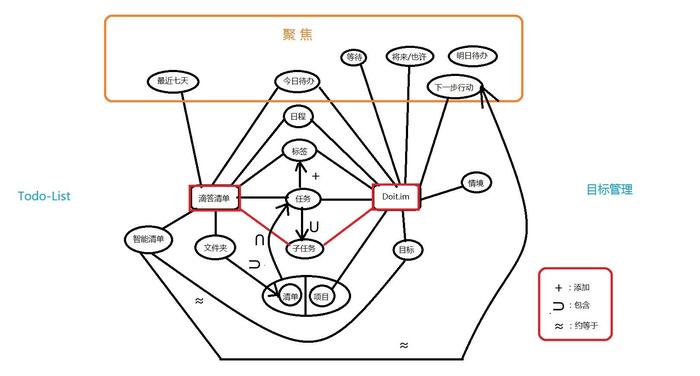 聚 焦
等待
将来/也许
明日待办
最近七天
今日待办
下一步行动
日程
标签
+
情境
Todo-List
滴答清单
任务
Doit.im
目标管理
∪
智能清单
文件夹
∩
子任务
目标
⊃
清单
项目
+ ：添加
⊃ ：包含
≈ ：约等于
≈
≈